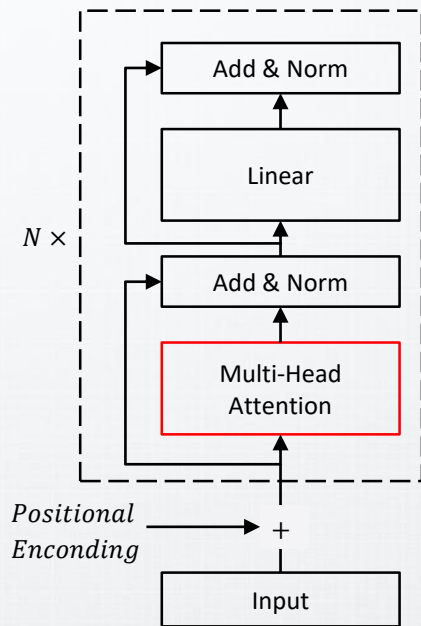 Add & Norm
Linear
N ×
Add & Norm
Multi-Head
Attention
Positional
Enconding
+
Input